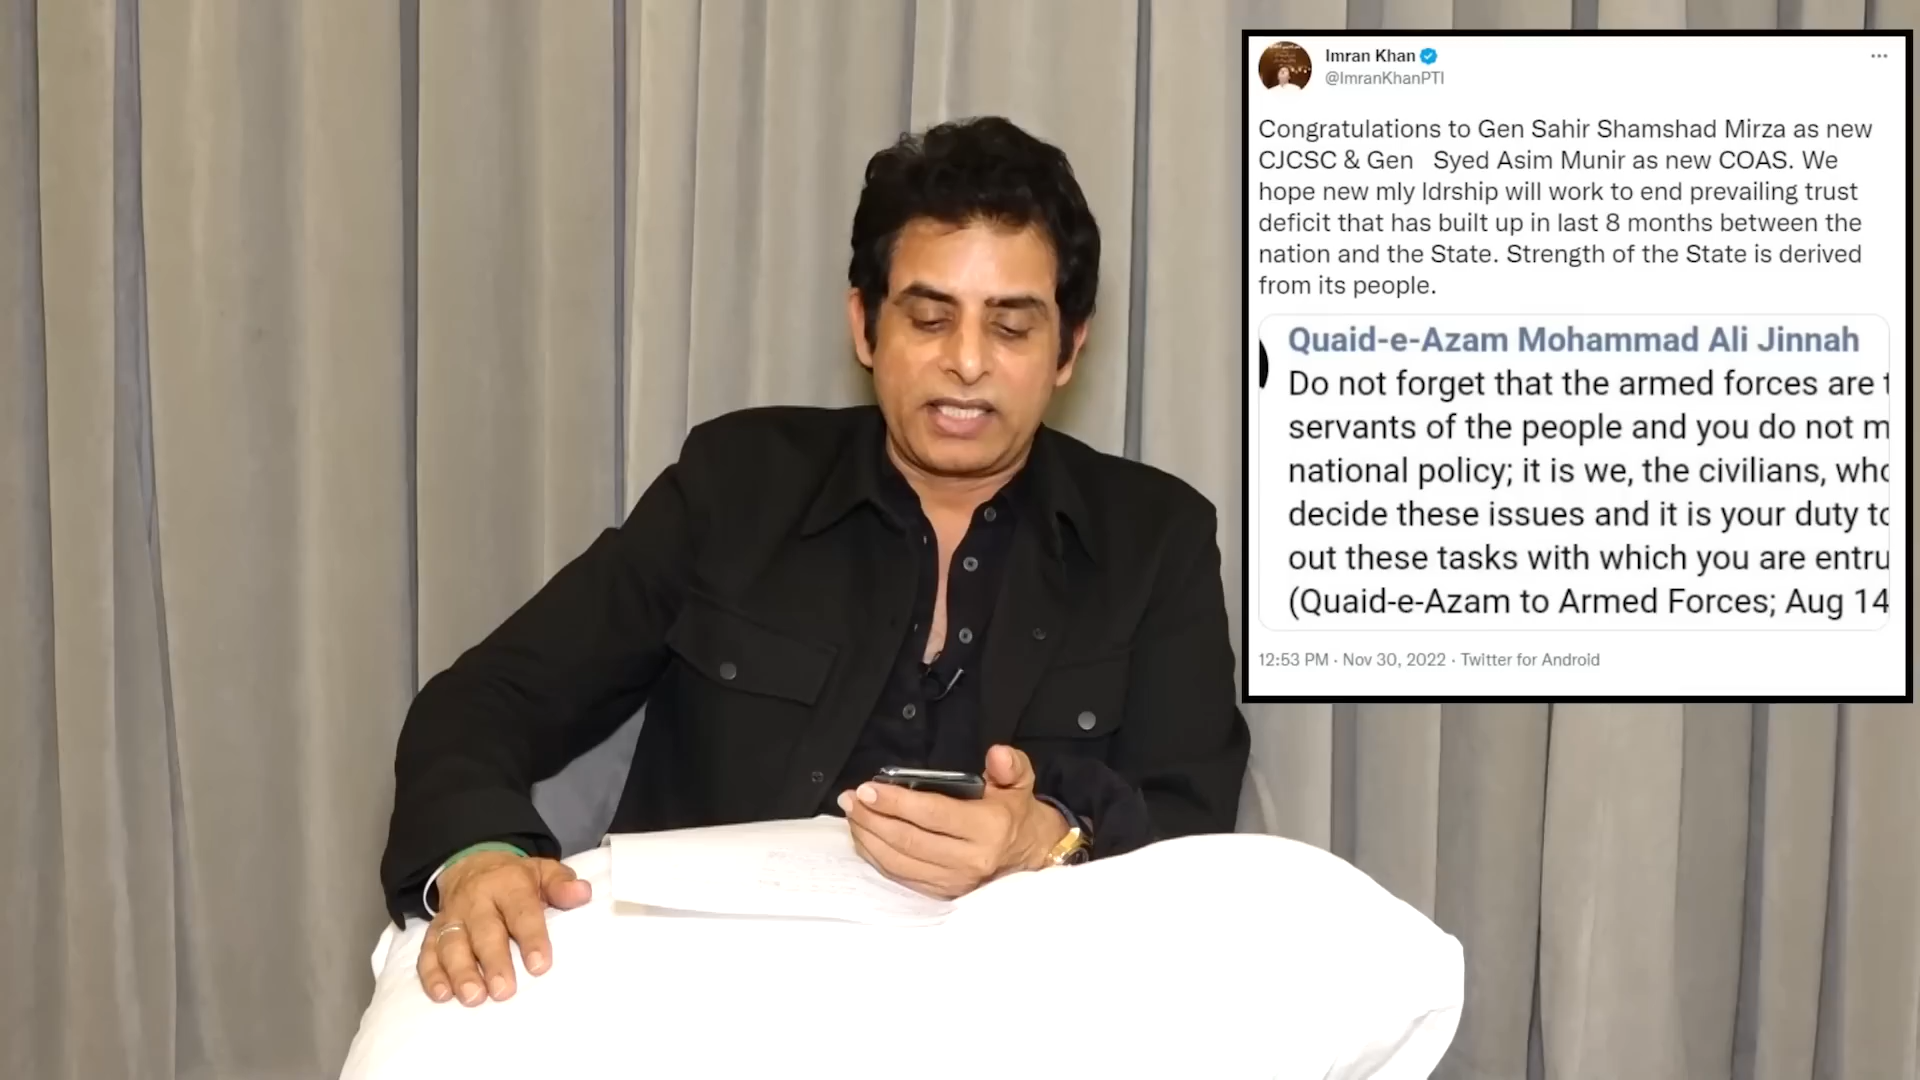 Imran Khan
@ImranKhanPTI
Congratulations to Gen Sahir Shamshad Mirza as new
CJCSC & Gen Syed Asim Munir as new COAS. We
hope new mly ldrship will work to end prevailing trust
deficit that has built up in last 8 months between the
nation and the State. Strength of the State is derived
from its people.
Quaid-e-Azam Mohammad Ali Jinnah
Do not forget that the armed forces are
servants of the people and you do not
national policy; it is we, the civilians,
decide these issues and it is your duty
out these tasks with which you are
(Quaid-e-Azam to Armed Forces; Aug 14
12:53 PM · Nov 30, 2022 · Twitter for Android